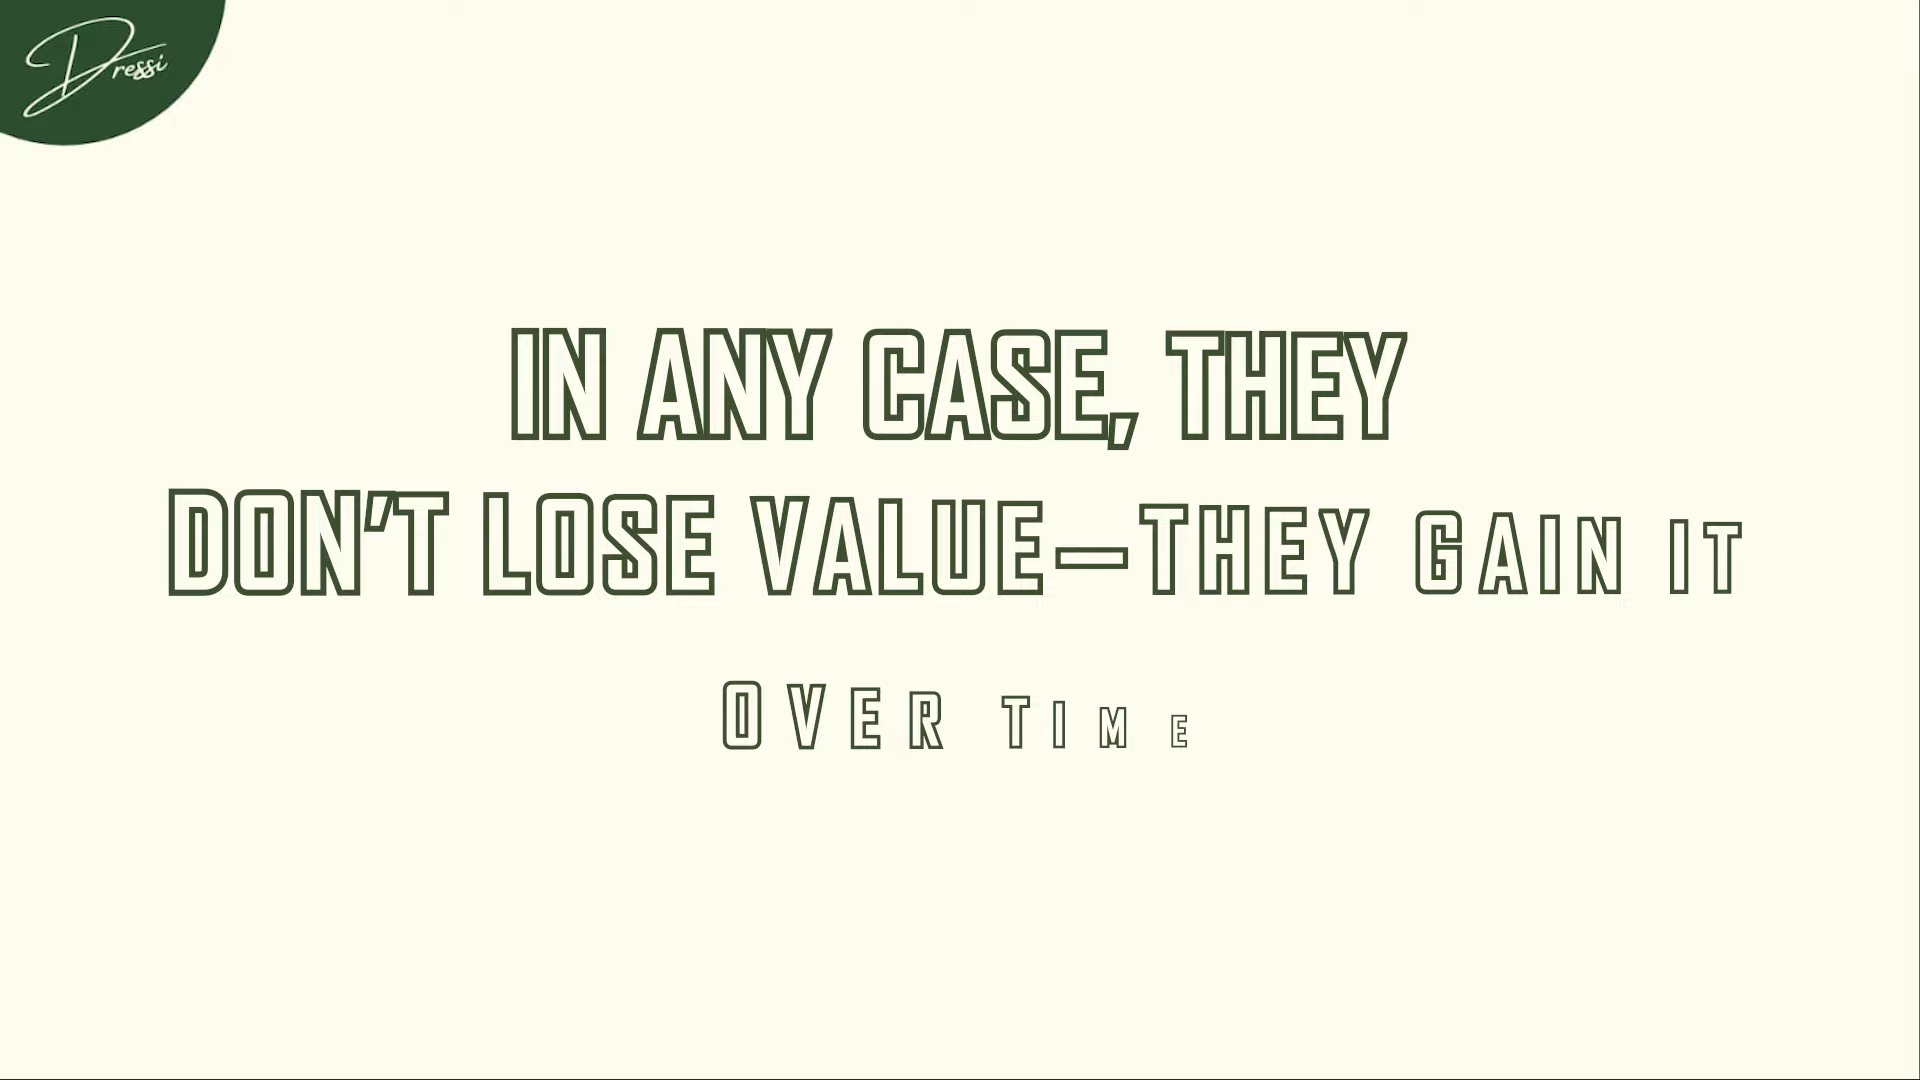 Dressi
IN ANY CASE, THEY
DON'T LOSE VALUE—THEY GAIN IT
OVER TIME